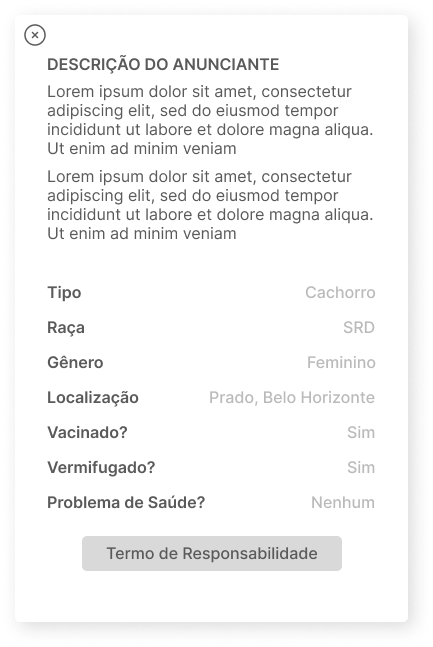 DESCRIÇÃO DO ANUNCIANTE
Lorem ipsum dolor sit amet, consectetur
adipiscing elit, sed do eiusmod tempor
incididunt ut labore et dolore magna aliqua.
Ut enim ad minim veniam
Lorem ipsum dolor sit amet, consectetur
adipiscing elit, sed do eiusmod tempor
incididunt ut labore et dolore magna aliqua.
Ut enim ad minim veniam
Tipo Cachorro
Raça SRD
Gênero Feminino
Localização Prado, Belo Horizonte
Vacinado? Sim
Vermifugado? Sim
Problema de Saúde? Nenhum
Termo de Responsabilidade